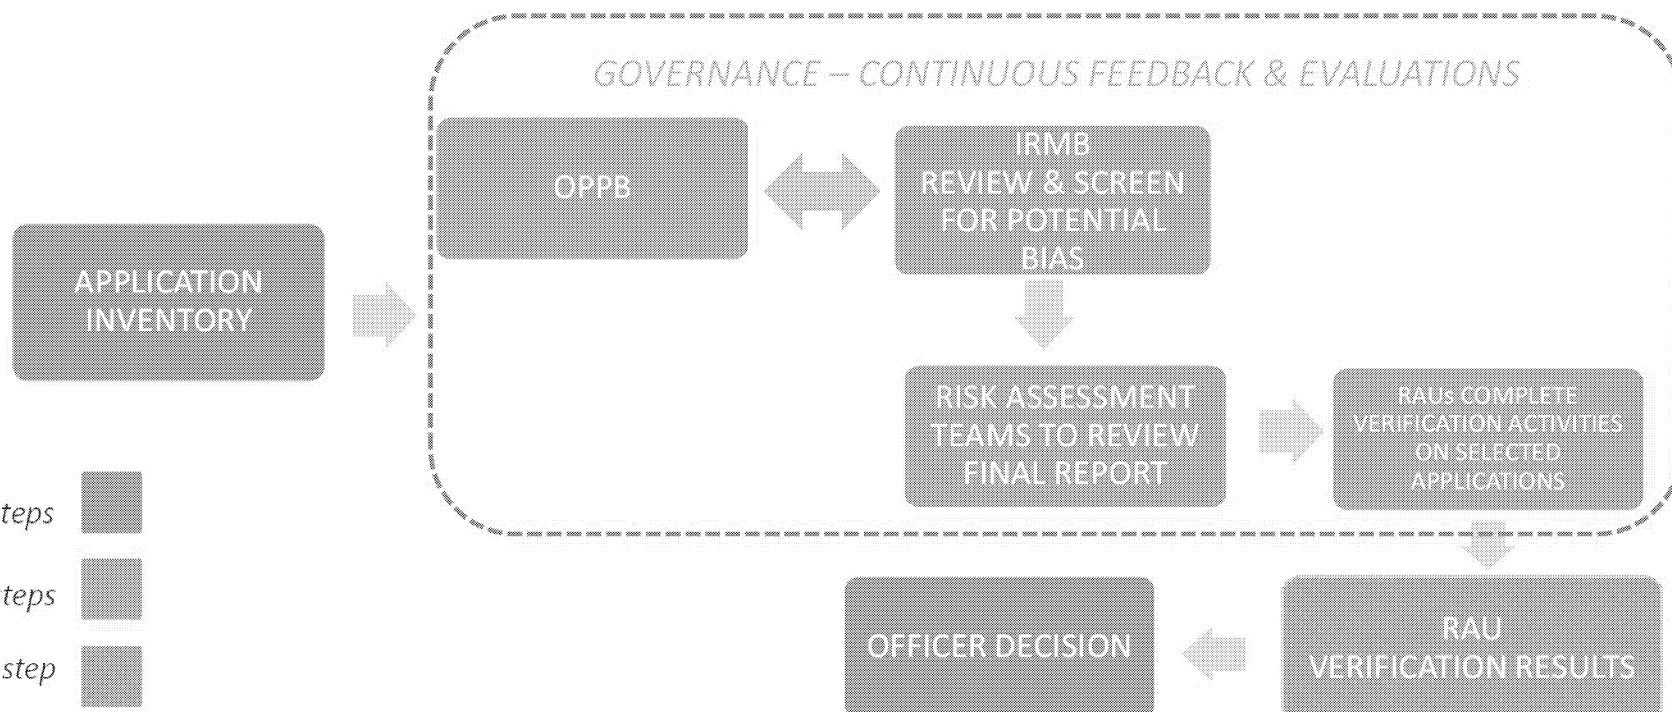 GOVERNANCE – CONTINUOUS FEEDBACK & EVALUATIONS
OPPB
IRMB
REVIEW & SCREEN
FOR POTENTIAL
BIAS
APPLICATION
INVENTORY
RISK ASSESSMENT
TEAMS TO REVIEW
FINAL REPORT
RAUs COMPLETE
VERIFICATION ACTIVITIES
ON SELECTED
APPLICATIONS
teps
teps
step
OFFICER DECISION
RAU
VERIFICATION RESULTS